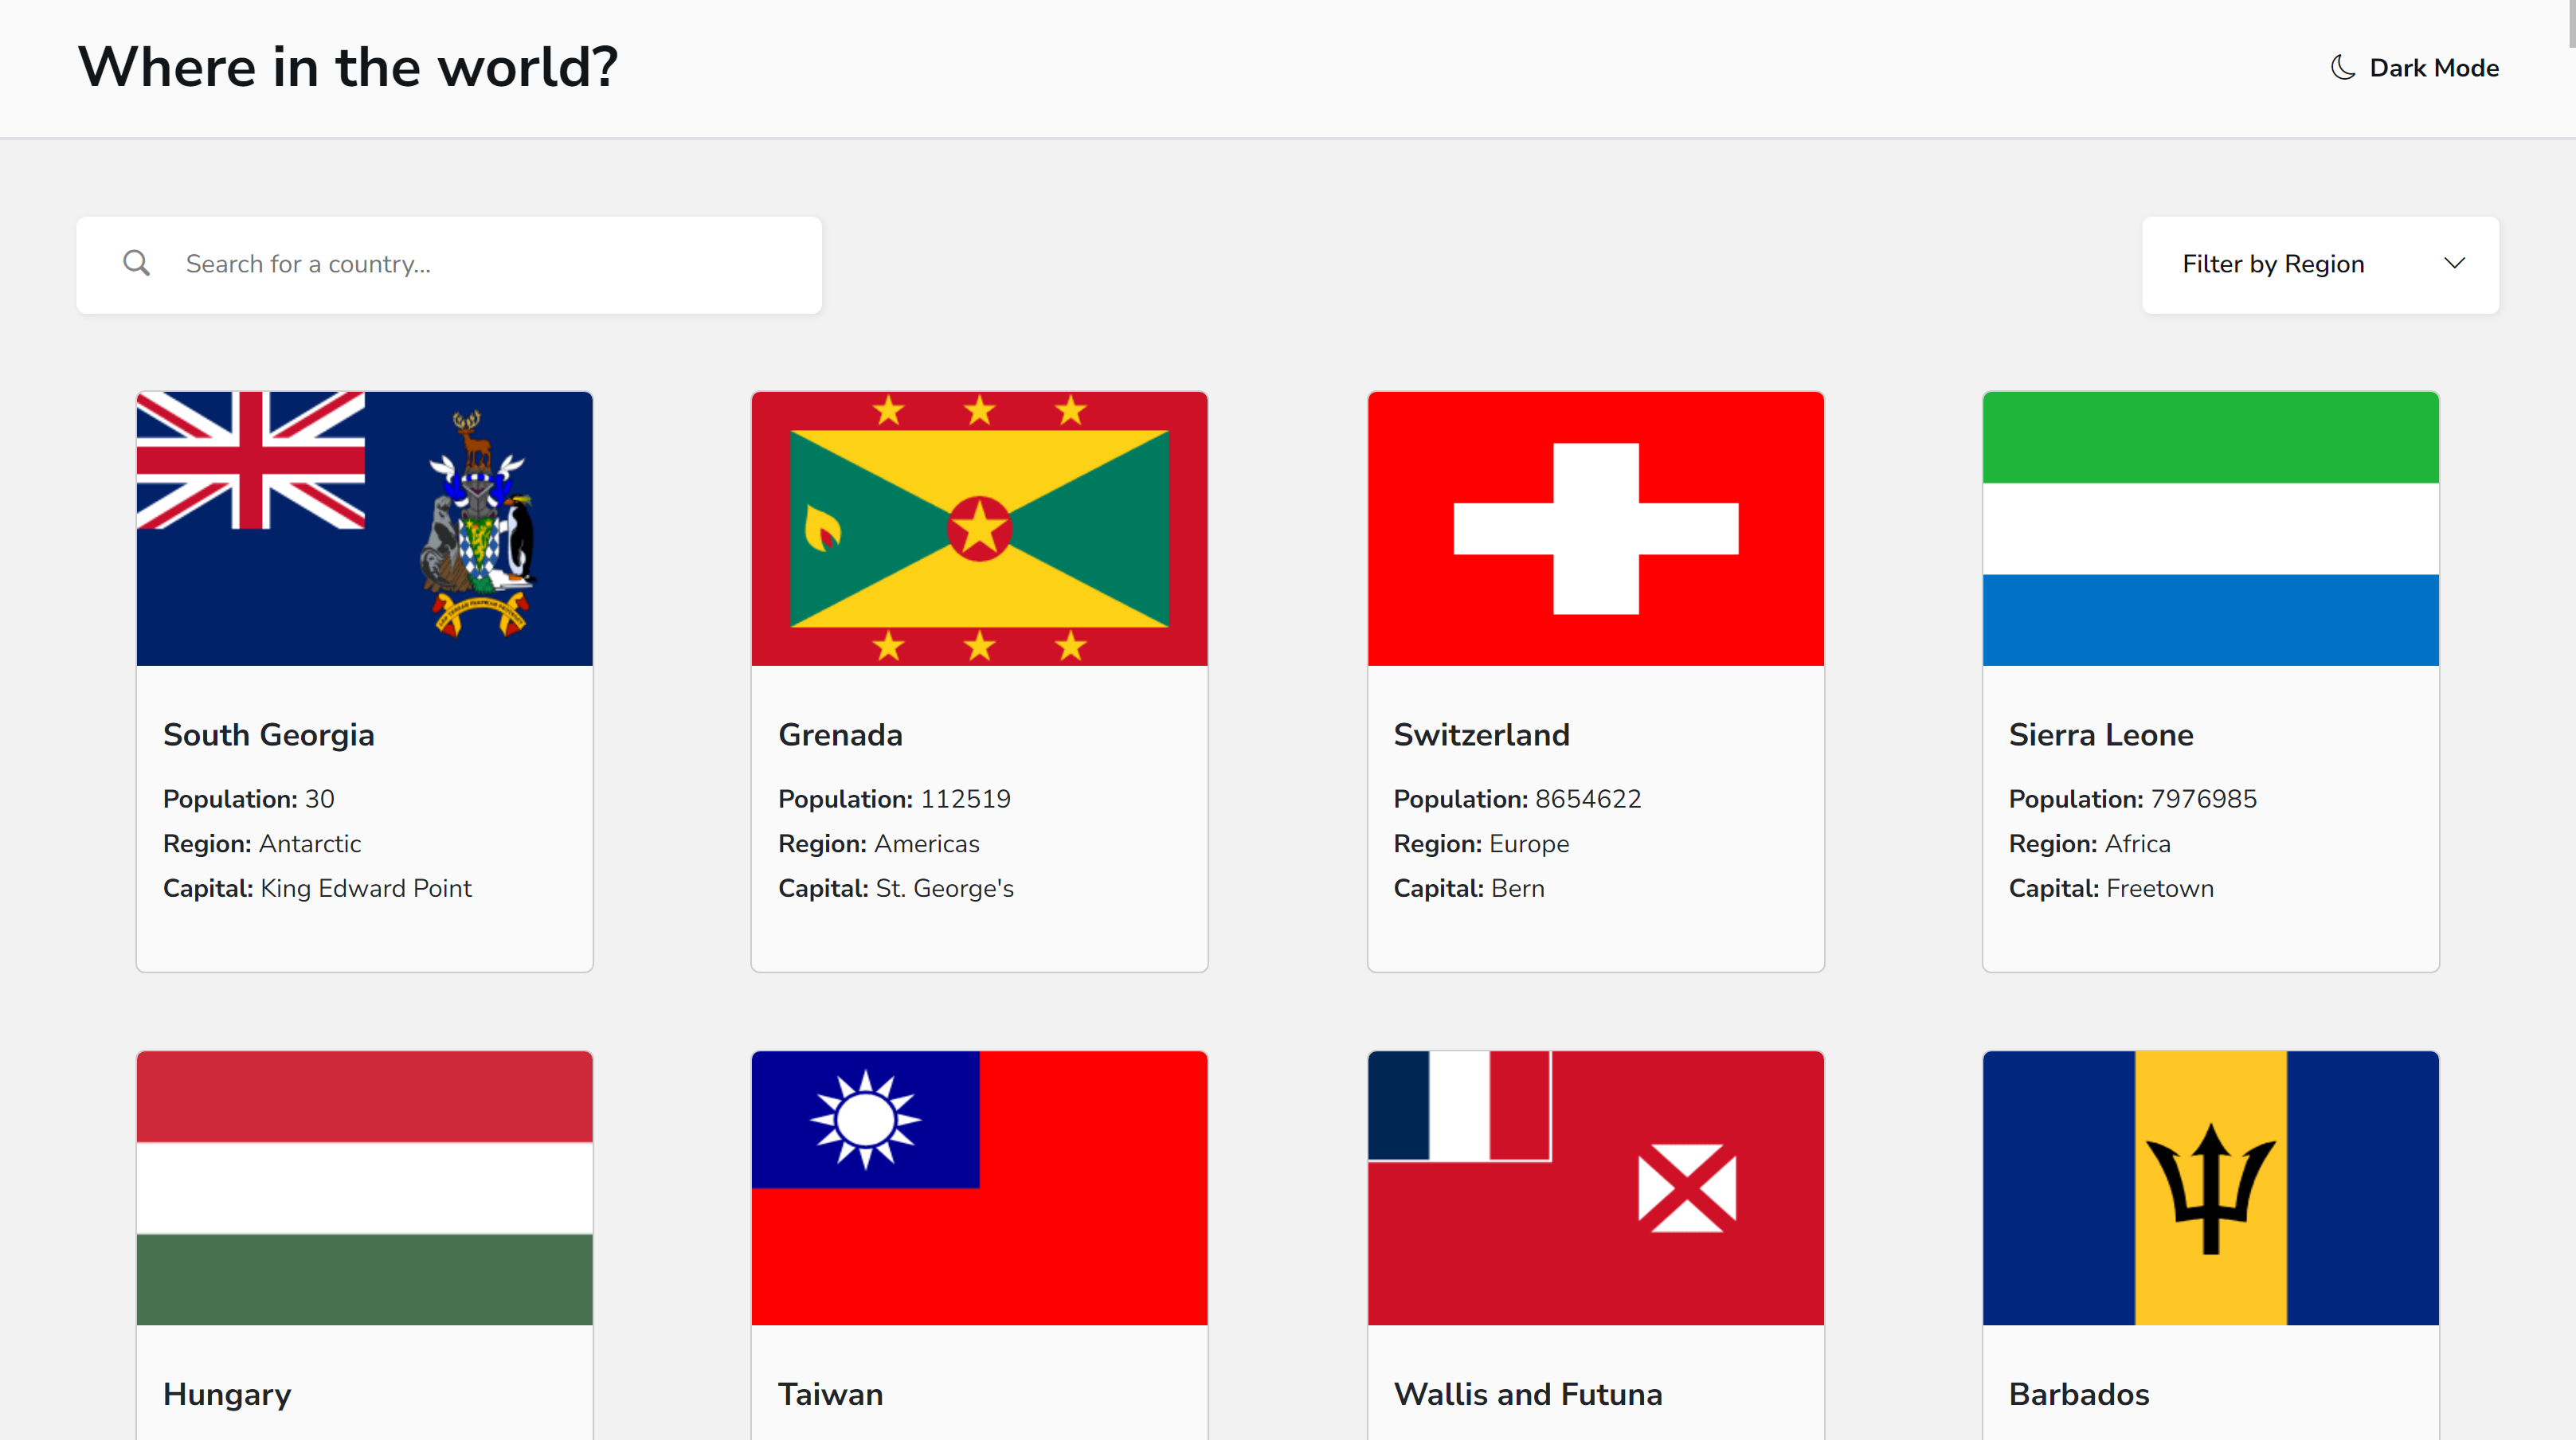 Where in the world?
Dark Mode
Search for a country...
Filter by Region
South Georgia
Population: 30
Region: Antarctic
Capital: King Edward Point
Grenada
Population: 112519
Region: Americas
Capital: St. George's
Switzerland
Population: 8654622
Region: Europe
Capital: Bern
Sierra Leone
Population: 7976985
Region: Africa
Capital: Freetown
Hungary
Taiwan
Wallis and Futuna
Barbados